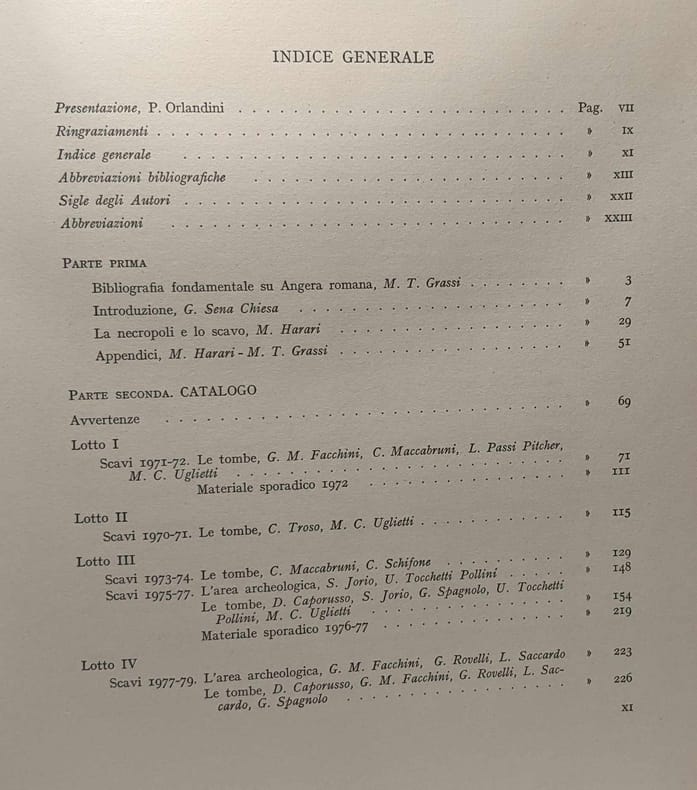 INDICE GENERALE
Presentazione, P. Orlandini . . . . . . . . . . . . . . . . . . . . . . . . . Pag. VII
Ringraziamenti . . . . . . . . . . . . . . . . . . . . . . . . . . . . . . » IX
Indice generale . . . . . . . . . . . . . . . . . . . . . . . . . . . . . » XI
Abbreviazioni bibliografiche . . . . . . . . . . . . . . . . . . . . . . . » XIII
Sigle degli Autori . . . . . . . . . . . . . . . . . . . . . . . . . . . . » XXII
Abbreviazioni . . . . . . . . . . . . . . . . . . . . . . . . . . . . . . » XXIII
PARTE PRIMA
Bibliografia fondamentale su Angera romana, M. T. Grassi . . . . . . . » 3
Introduzione, G. Sena Chiesa . . . . . . . . . . . . . . . . . . . . » 7
La necropoli e lo scavo, M. Harari . . . . . . . . . . . . . . . . . » 29
Appendici, M. Harari - M. T. Grassi . . . . . . . . . . . . . . . . . » 51
PARTE SECONDA. CATALOGO
Avvertenze . . . . . . . . . . . . . . . . . . . . . . . . . . . . . . » 69
Lotto I
Scavi 1971-72. Le tombe, G. M. Facchini, C. Maccabruni, L. Passi Pitcher,
M. C. Uglietti . . . . . . . . . . . . . . . . . . . . . . . . » 71
Materiale sporadico 1972 . . . . . . . . . . . . . . . » 111
Lotto II
Scavi 1970-71. Le tombe, C. Troso, M. C. Uglietti . . . . . . . . . . . » 115
Lotto III
Scavi 1973-74. Le tombe, C. Maccabruni, C. Schifone . . . . . . . . . » 129
Scavi 1975-77. L'area archeologica, S. Jorio, U. Tocchetti Pollini . . . . . » 148
Le tombe, D. Caporusso, S. Jorio, G. Spagnolo, U. Tocchetti
Pollini, M. C. Uglietti . . . . . . . . . . . . . . . . » 154
Materiale sporadico 1976-77 . . . . . . . . . . . . . . » 219
Lotto IV
Scavi 1977-79. L'area archeologica, G. M. Facchini, G. Rovelli, L. Saccardo » 223
Le tombe, D. Caporusso, G. M. Facchini, G. Rovelli, L. Sac-
cardo, G. Spagnolo . . . . . . . . . . . . . . . . . » 226
XI